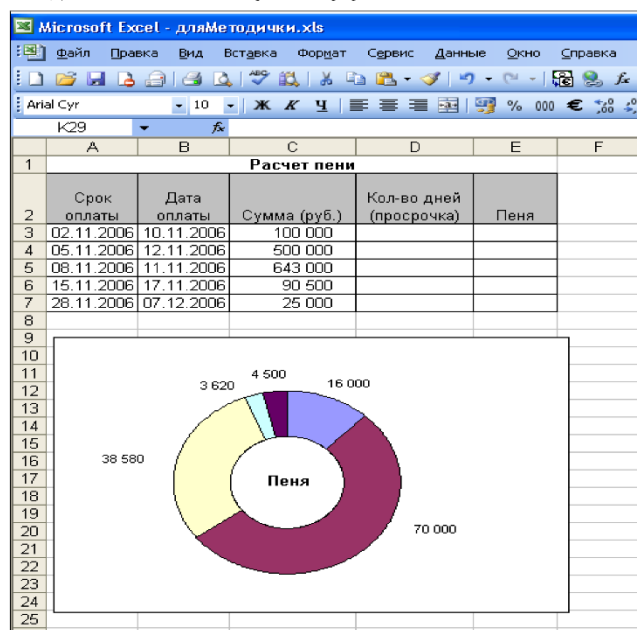 Microsoft Excel - дляМетодички.xls
Файл Правка Вид Вставка Формат Сервис Данные Окно Справка
Arial Cyr 10 Ж К Ч % 000 €
K29 fx
A B C D E F
1 Расчет пени
2 Срок оплаты Дата оплаты Сумма (руб.) Кол-во дней (просрочка) Пеня
3 02.11.2006 10.11.2006 100 000
4 05.11.2006 12.11.2006 500 000
5 08.11.2006 11.11.2006 643 000
6 15.11.2006 17.11.2006 90 500
7 28.11.2006 07.12.2006 25 000
8
9
10
11
12
13
14
15
16
17
18
19
20
21
22
23
24
25
4 500
3 620
16 000
38 580
Пеня
70 000